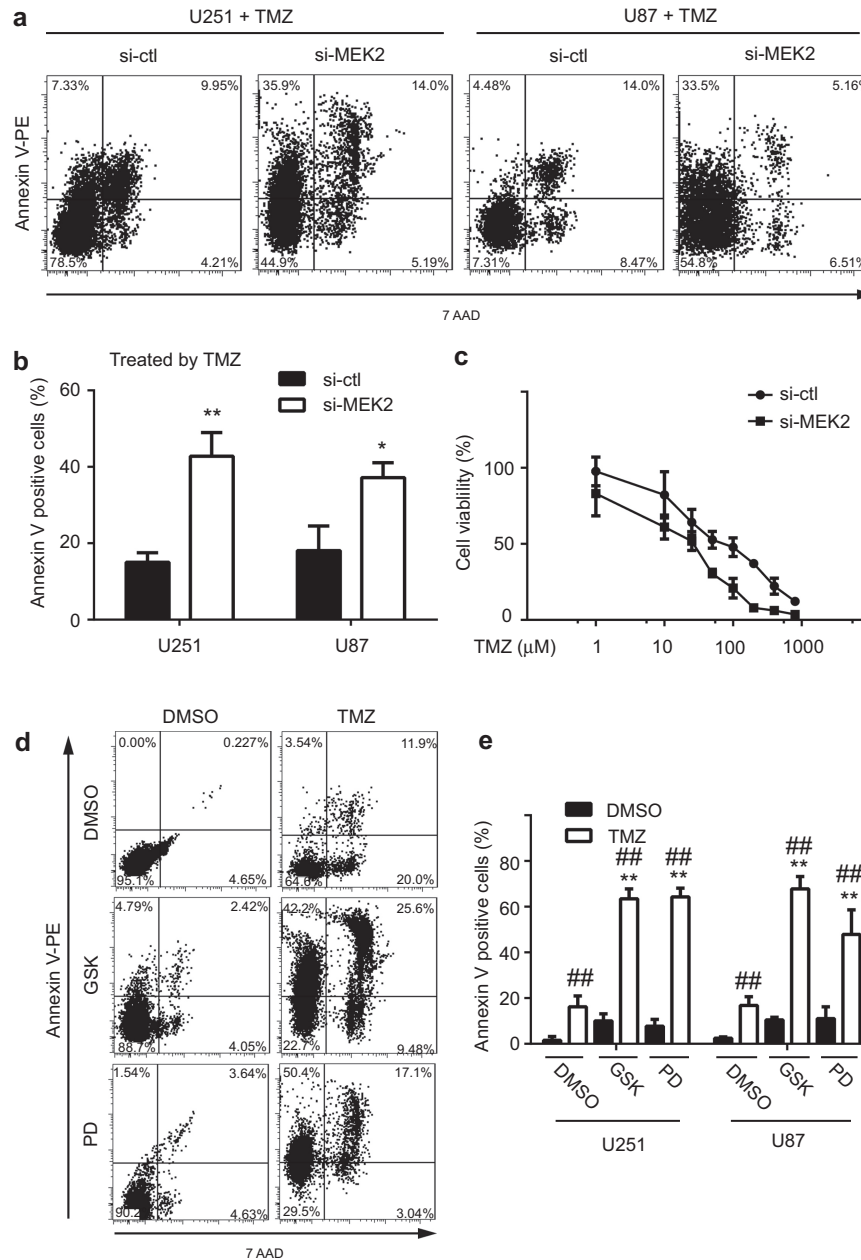 a
U251 + TMZ
U87 + TMZ
si-ctl
si-MEK2
si-ctl
si-MEK2
7.33%
9.95%
35.9%
14.0%
4.48%
14.0%
33.5%
5.16%
Annexin V-PE
78.5%
4.21%
44.9%
5.19%
7.31%
8.47%
54.8%
6.51%
7 AAD
b
Treated by TMZ
si-ctl
si-MEK2
Annexin V positive cells (%)
60
40
20
0
**
*
U251
U87
c
si-ctl
si-MEK2
Cell viablility (%)
100
50
0
TMZ (μM)
1
10
100
1000
d
DMSO
TMZ
Annexin V-PE
DMSO
0.00%
0.227%
3.54%
11.9%
95.1%
4.65%
64.6%
20.0%
GSK
4.79%
2.42%
42.2%
25.6%
88.7%
4.05%
22.7%
9.48%
PD
1.54%
3.64%
50.4%
17.1%
90.2%
4.63%
29.5%
3.04%
7 AAD
e
DMSO
TMZ
Annexin V positive cells (%)
80
60
40
20
0
##
##
**
##
**
##
##
**
##
**
DMSO
GSK
PD
DMSO
GSK
PD
U251
U87